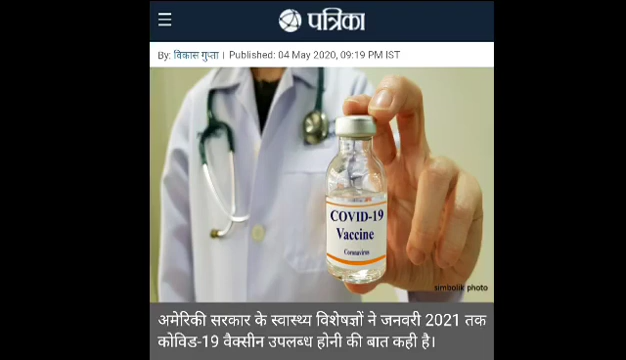 पत्रिका
By: विकास गुप्ता | Published: 04 May 2020, 09:19 PM IST
COVID-19
Vaccine
Coronavirus
simbolik photo
अमेरिकी सरकार के स्वास्थ्य विशेषज्ञों ने जनवरी 2021 तक
कोविड-19 वैक्सीन उपलब्ध होनी की बात कही है।